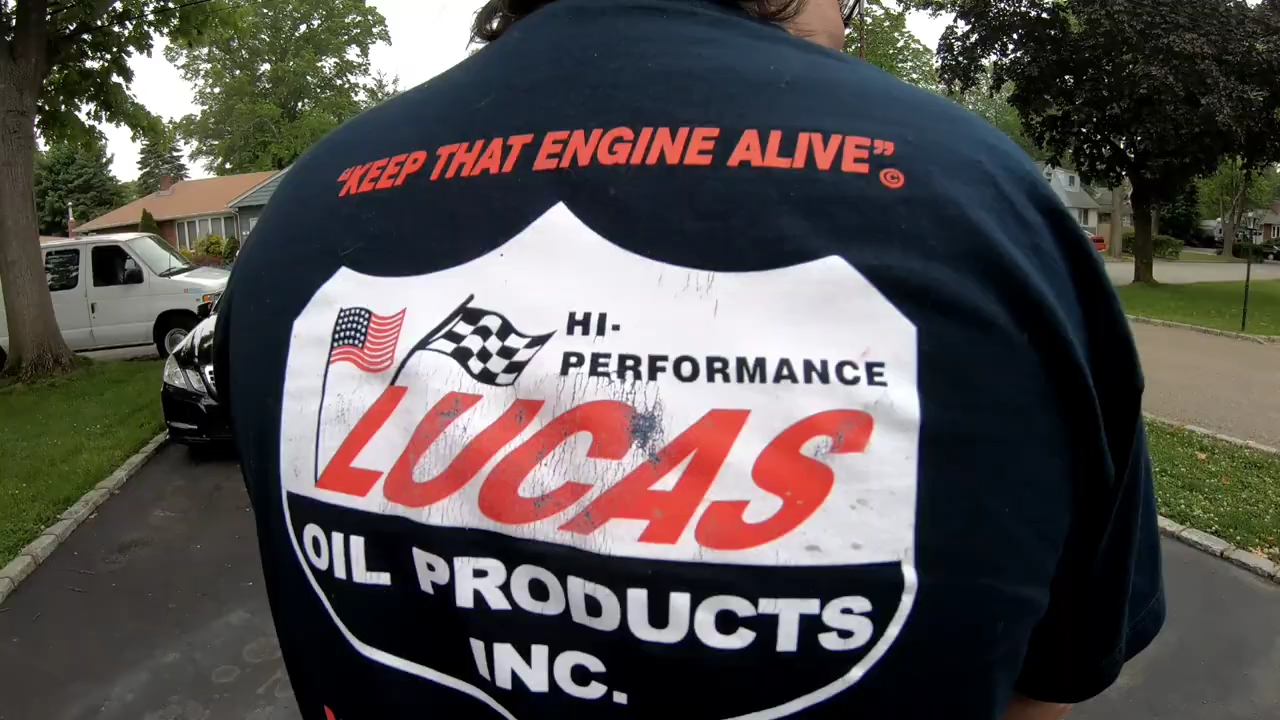 "KEEP THAT ENGINE ALIVE"
©
HI-
PERFORMANCE
LUCAS
OIL PRODUCTS
INC.